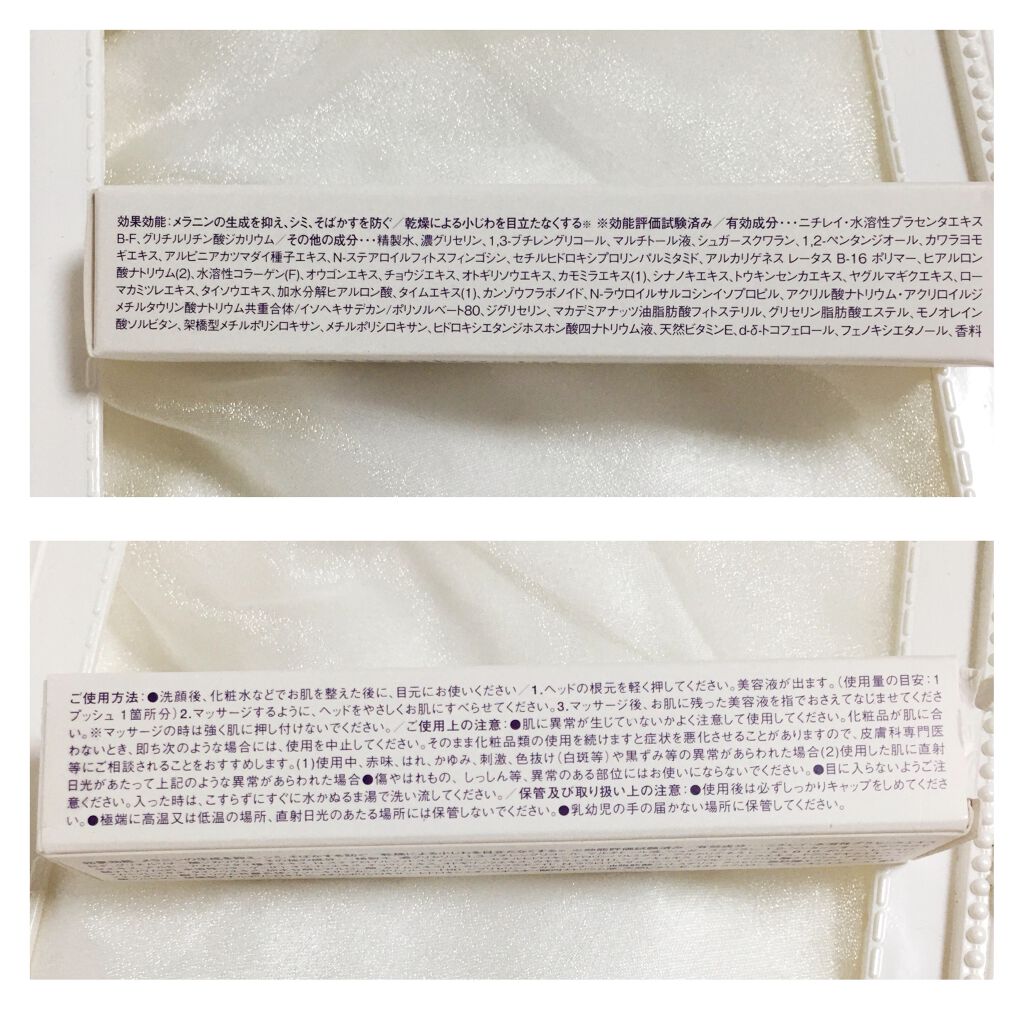 効果効能：メラニンの生成を抑え、シミ、そばかすを防ぐ／乾燥による小じわを目立たなくする※ ※効能評価試験済み／有効成分・・・ニチレイ・水溶性プラセンタエキス
B-F、グリチルリチン酸ジカリウム／その他の成分・・・精製水、濃グリセリン、1,3-ブチレングリコール、マルチトール液、シュガースクワラン、1,2-ペンタンジオール、カワラヨモ
ギエキス、アルピニアカツマダイ種子エキス、N-ステアロイルフィトスフィンゴシン、セチルヒドロキシプロリンパルミタミド、アルカリゲネス レータス B-16 ポリマー、ヒアルロン
酸ナトリウム(2)、水溶性コラーゲン(F)、オウゴンエキス、チョウジエキス、オトギリソウエキス、カモミラエキス(1)、シナノキエキス、トウキンセンカエキス、ヤグルマギクエキス、ロー
マカミツレエキス、タイソウエキス、加水分解ヒアルロン酸、タイムエキス(1)、カンゾウフラボノイド、N-ラウロイルサルコシンイソプロピル、アクリル酸ナトリウム・アクリロイルジ
メチルタウリン酸ナトリウム共重合体/イソヘキサデカン/ポリソルベート80、ジグリセリン、マカデミアナッツ油脂肪酸フィトステリル、グリセリン脂肪酸エステル、モノオレイン
酸ソルビタン、架橋型メチルポリシロキサン、メチルポリシロキサン、ヒドロキシエタンジホスホン酸四ナトリウム液、天然ビタミンE、d-δ-トコフェロール、フェノキシエタノール、香料
ご使用方法：●洗顔後、化粧水などでお肌を整えた後に、目元にお使いください／1.ヘッドの根元を軽く押してください。美容液が出ます。（使用量の目安：1
プッシュ 1箇所分）2.マッサージするように、ヘッドをやさしくお肌にすべらせてください。3.マッサージ後、お肌に残った美容液を指でおさえてなじませてくださ
い。※マッサージの時は強く肌に押し付けないでください。／ご使用上の注意：●肌に異常が生じていないかよく注意して使用してください。化粧品が肌に合
わないとき、即ち次のような場合には、使用を中止してください。そのまま化粧品類の使用を続けますと症状を悪化させることがありますので、皮膚科専門医
等にご相談されることをおすすめします。(1)使用中、赤味、はれ、かゆみ、刺激、色抜け（白斑等）や黒ずみ等の異常があらわれた場合(2)使用した肌に直射
日光があたって上記のような異常があらわれた場合●傷やはれもの、しっしん等、異常のある部位にはお使いにならないでください。●目に入らないようご注
意ください。入った時は、こすらずにすぐに水かぬるま湯で洗い流してください。／保管及び取り扱い上の注意：●使用後は必ずしっかりキャップをしめてくださ
い。●極端に高温又は低温の場所、直射日光のあたる場所には保管しないでください。●乳幼児の手の届かない場所に保管してください。